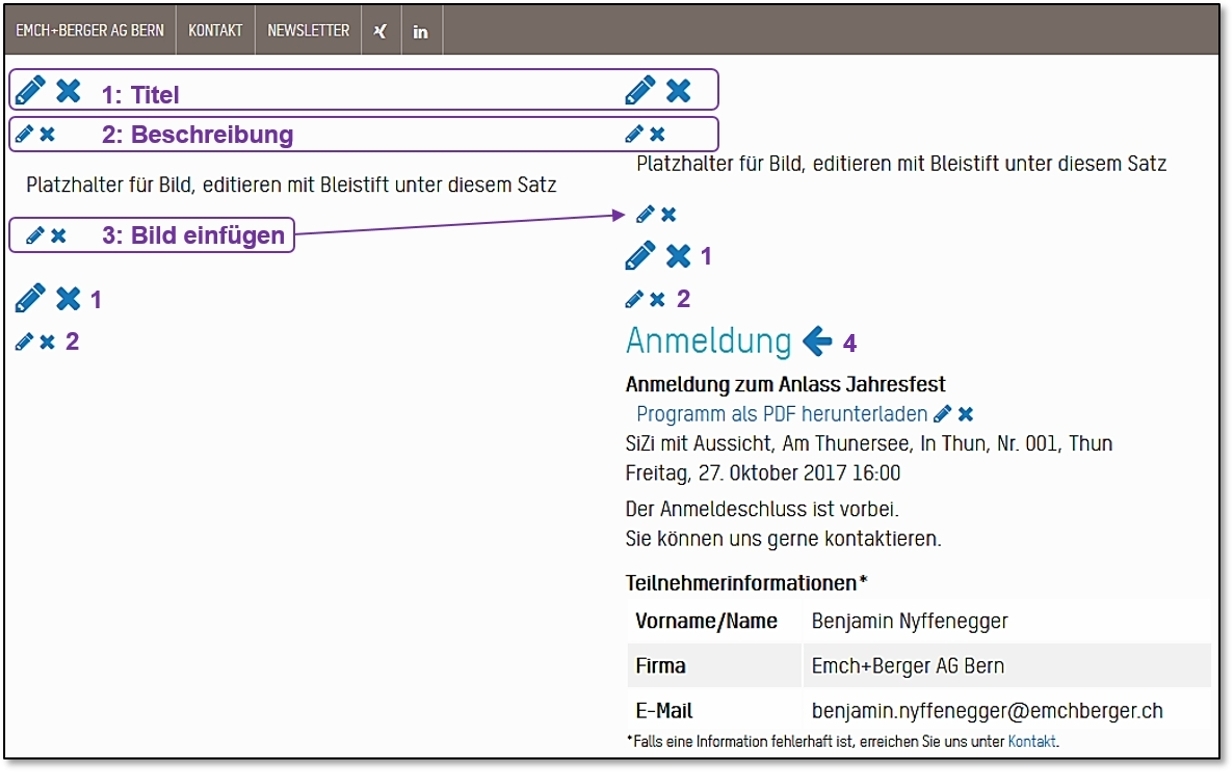 EMCH+BERGER AG BERN KONTAKT NEWSLETTER in
1: Titel
2: Beschreibung
Platzhalter für Bild, editieren mit Bleistift unter diesem Satz
3: Bild einfügen
1
2
Platzhalter für Bild, editieren mit Bleistift unter diesem Satz
1
2
Anmeldung 4
Anmeldung zum Anlass Jahresfest
Programm als PDF herunterladen
SiZi mit Aussicht, Am Thunersee, In Thun, Nr. 001, Thun
Freitag, 27. Oktober 2017 16:00
Der Anmeldeschluss ist vorbei.
Sie können uns gerne kontaktieren.
Teilnehmerinformationen*
Vorname/Name Benjamin Nyffenegger
Firma Emch+Berger AG Bern
E-Mail benjamin.nyffenegger@emchberger.ch
*Falls eine Information fehlerhaft ist, erreichen Sie uns unter Kontakt.